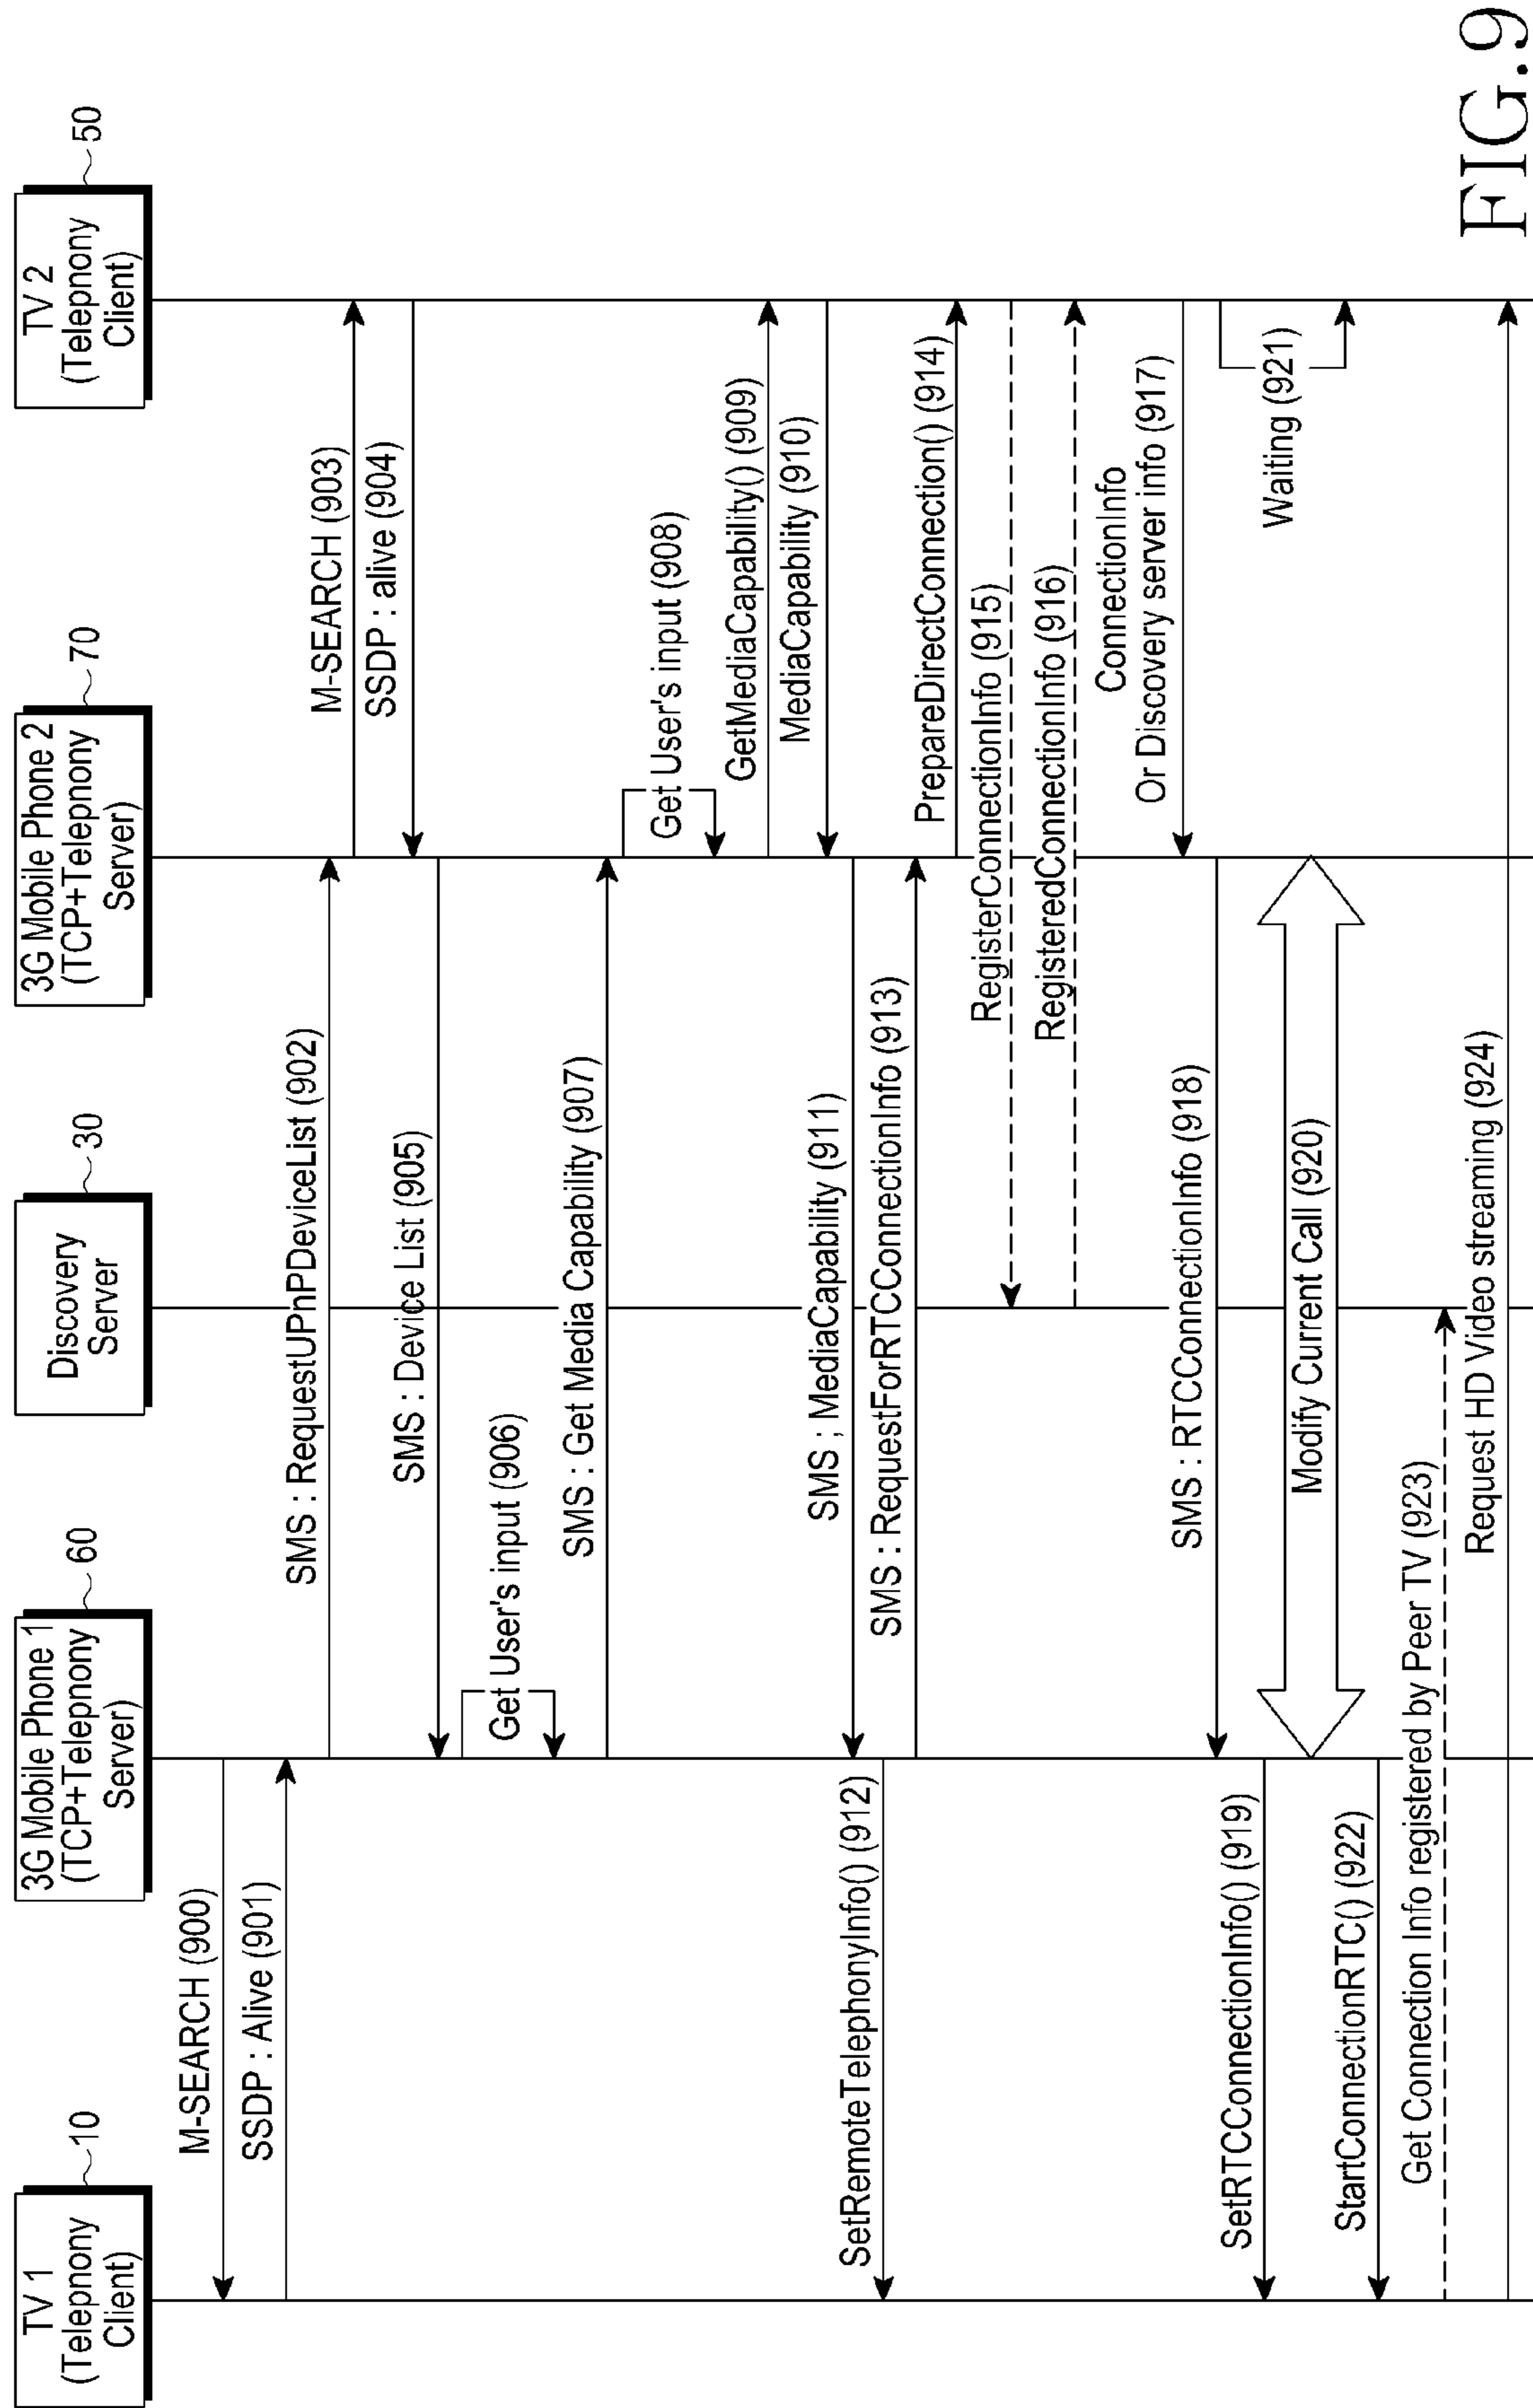 TV 1
(Telepnony
Client)
10
3G Mobile Phone 1
(TCP+Telepnony
Server)
60
Discovery
Server
30
3G Mobile Phone 2
(TCP+Telepnony
Server)
70
TV 2
(Telepnony
Client)
50
M-SEARCH (900)
SSDP : Alive (901)
SMS : RequestUPnPDeviceList (902)
M-SEARCH (903)
SSDP : alive (904)
SMS : Device List (905)
Get User's input (906)
SMS : Get Media Capability (907)
Get User's input (908)
GetMediaCapability() (909)
MediaCapability (910)
SMS ; MediaCapability (911)
SetRemoteTelephonyInfo() (912)
SMS : RequestForRTCConnectionInfo (913)
PrepareDirectConnection() (914)
RegisterConnectionInfo (915)
RegisteredConnectionInfo (916)
ConnectionInfo
Or Discovery server info (917)
SMS : RTCConnectionInfo (918)
SetRTCConnectionInfo() (919)
Modify Current Call (920)
Waiting (921)
StartConnectionRTC() (922)
Get Connection Info registered by Peer TV (923)
Request HD Video streaming (924)
FIG.9